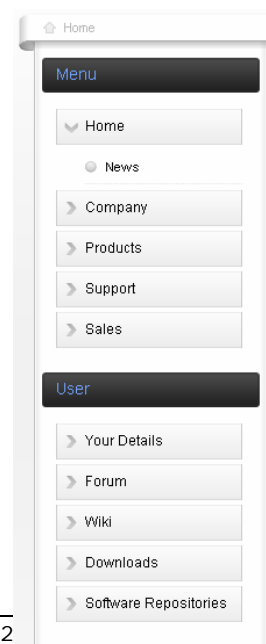 Home
Menu
Home
News
Company
Products
Support
Sales
User
Your Details
Forum
Wiki
Downloads
Software Repositories
2